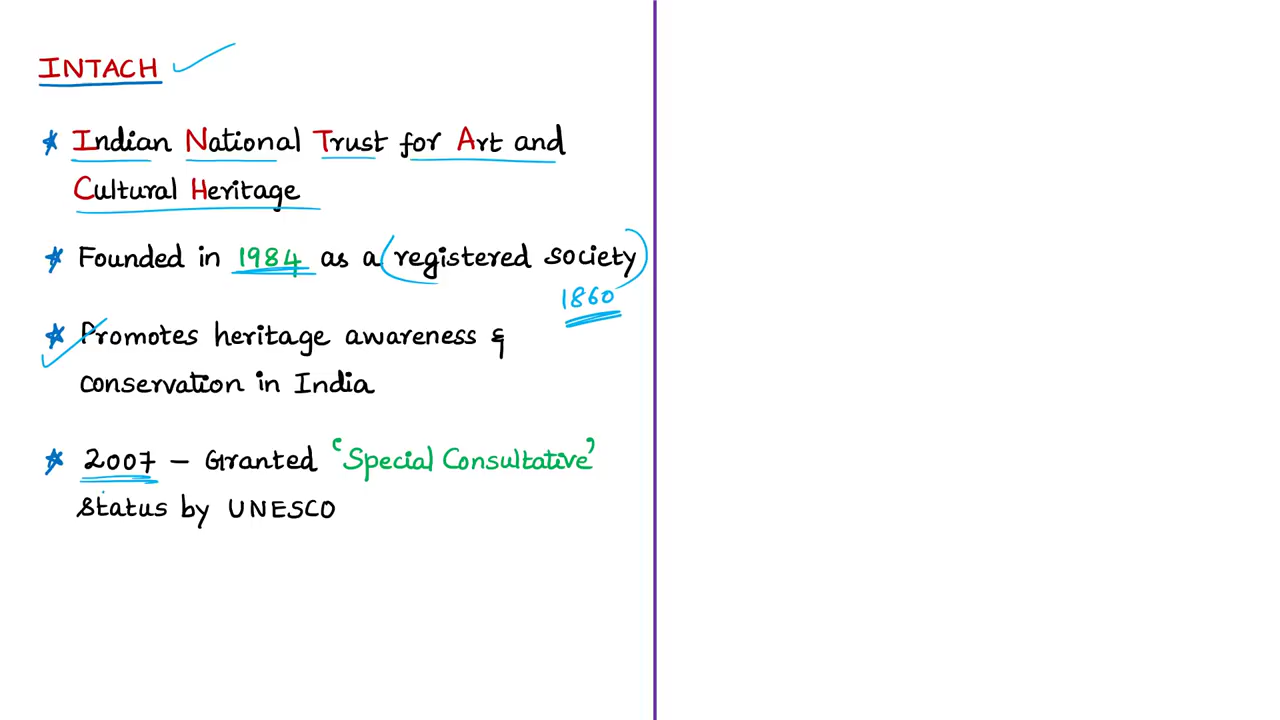 INTACH
Indian National Trust for Art and
Cultural Heritage
Founded in 1984 as a (registered society)
1860
Promotes heritage awareness &
conservation in India
2007 – Granted ‘Special Consultative’
Status by UNESCO